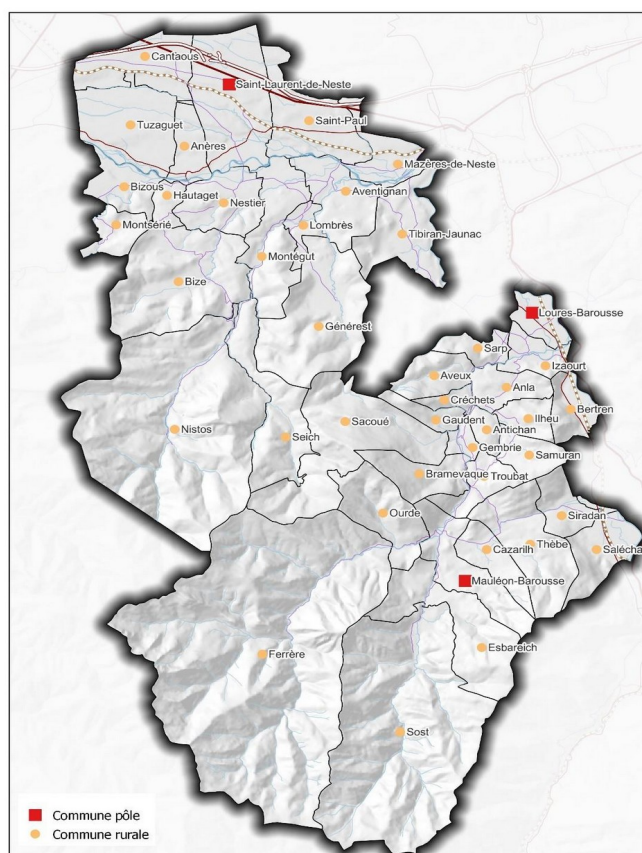 Cantaous
Saint-Laurent-de-Neste
Saint-Paul
Tuzaguet
Anères
Mazères-de-Neste
Bizous
Hautaget
Nestier
Aventignan
Montsérié
Lombrès
Tibiran-Jaunac
Montégut
Bize
Générest
Loures-Barousse
Sarp
Izaourt
Aveux
Anla
Créchets
Bertren
Nistos
Seich
Sacoué
Gaudent
Antichan
Ilheu
Gembrie
Samuran
Bramevaque
Troubat
Ourde
Siradan
Cazarilh
Thèbe
Saléchan
Mauléon-Barousse
Ferrère
Esbareich
Sost
Commune pôle
Commune rurale